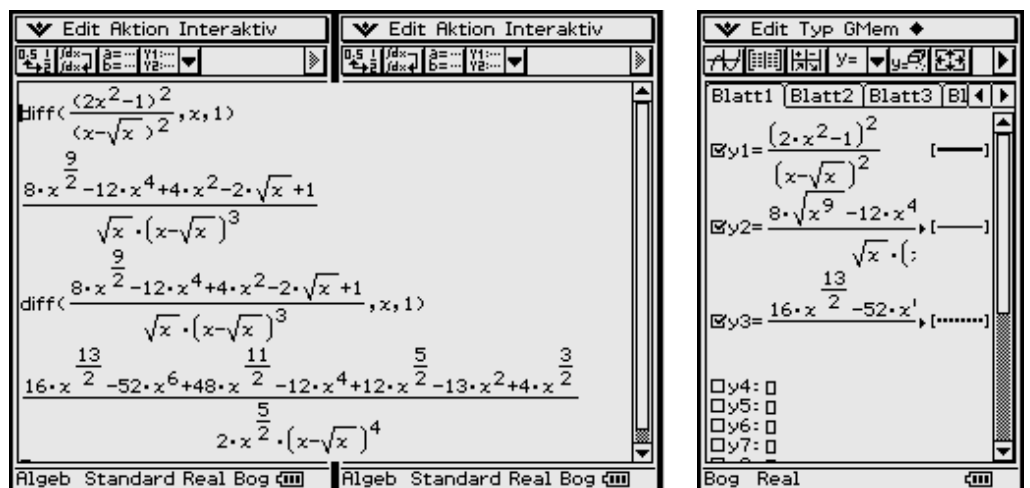 Edit Aktion Interaktiv
Edit Aktion Interaktiv
diff((2x²-1)²/(x-√x)²,x,1)
(8·x^(9/2)-12·x⁴+4·x²-2·√x+1)/(√x·(x-√x)³)
diff((8·x^(9/2)-12·x⁴+4·x²-2·√x+1)/(√x·(x-√x)³),x,1)
(16·x^(13/2)-52·x⁶+48·x^(11/2)-12·x⁴+12·x^(5/2)-13·x²+4·x^(3/2))/(2·x^(5/2)·(x-√x)⁴)
Algeb Standard Real Bog
Algeb Standard Real Bog
Edit Typ GMem ◆
y=
Blatt1 Blatt2 Blatt3 Bl
y1=(2·x²-1)²/(x-√x)²
y2=(8·√x⁹-12·x⁴)/(√x·(
y3=16·x^(13/2)-52·x
y4:
y5:
y6:
y7:
Bog Real